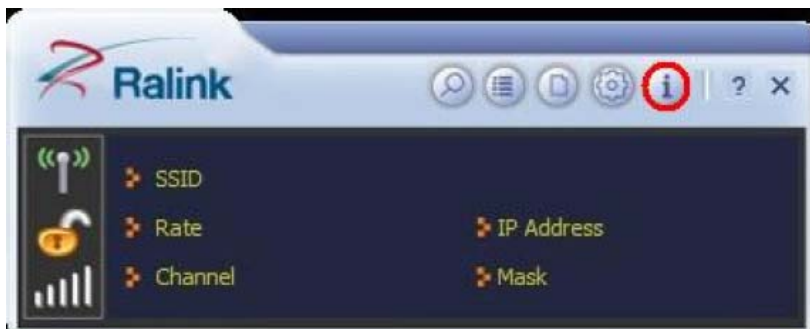 Ralink
i ? X
SSID
Rate IP Address
Channel Mask